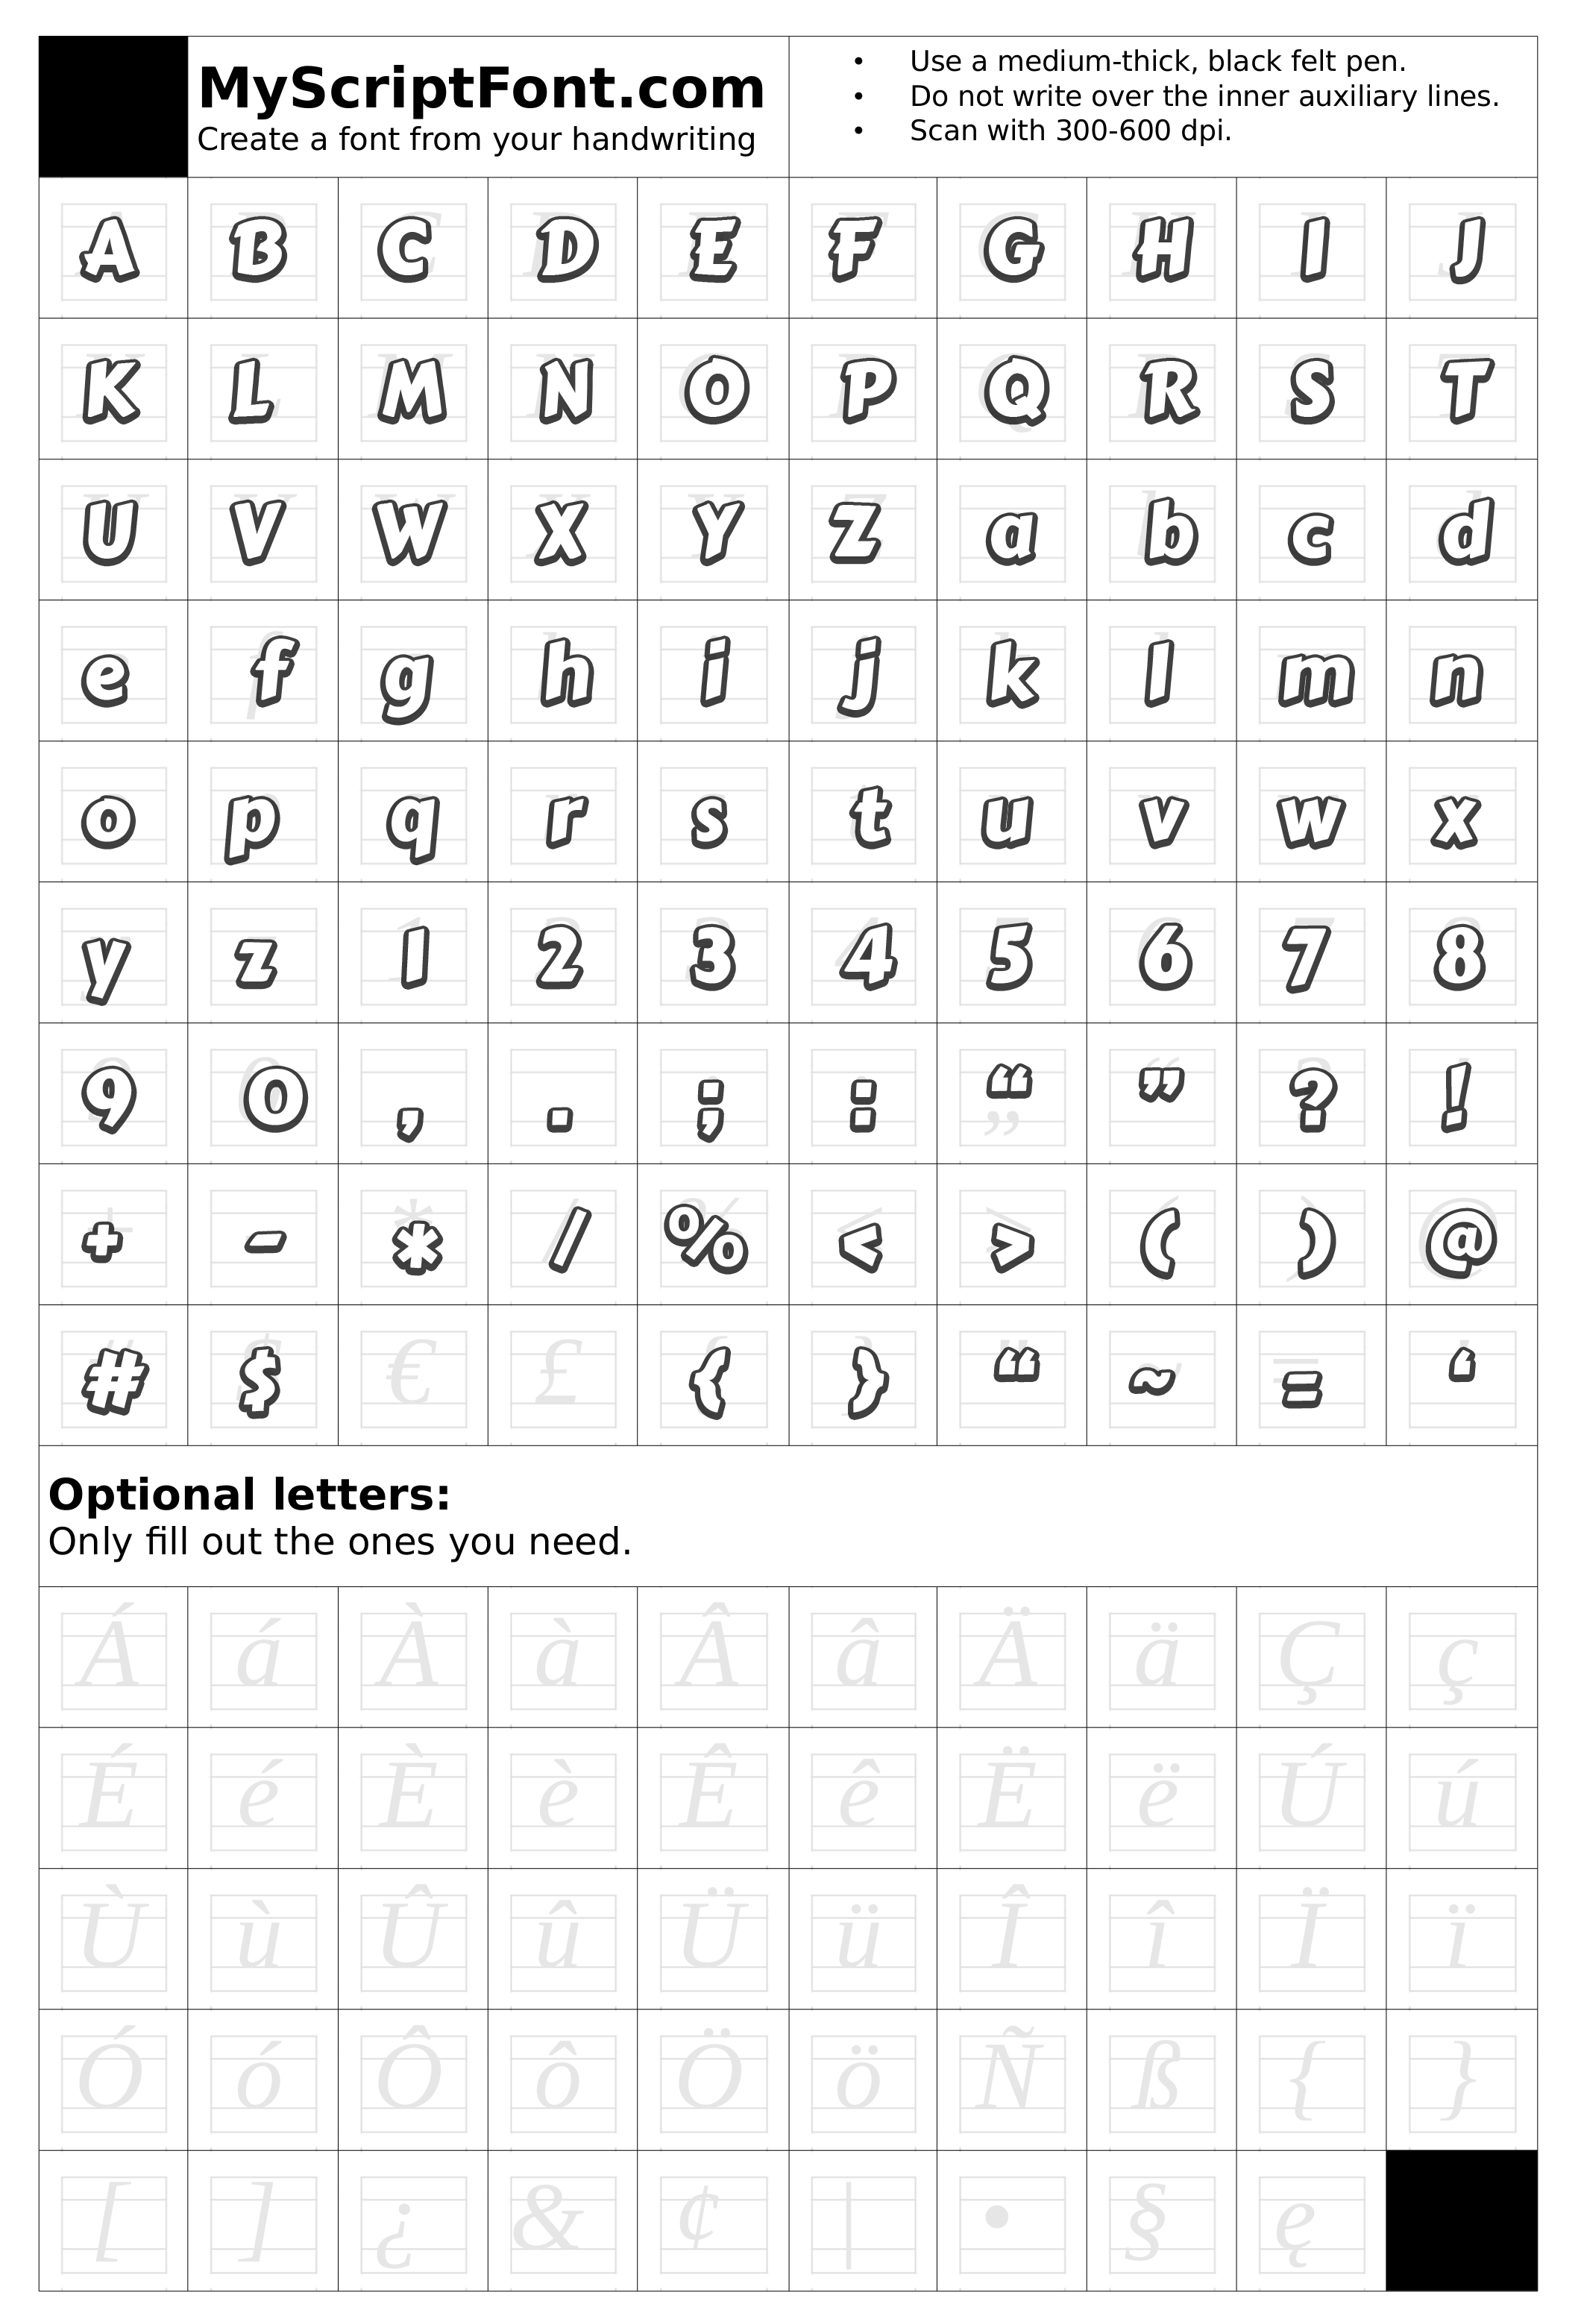 MyScriptFont.com
Create a font from your handwriting
• Use a medium-thick, black felt pen.
• Do not write over the inner auxiliary lines.
• Scan with 300-600 dpi.
A B C D E F G H I J
K L M N O P Q R S T
U V W X Y Z a b c d
e f g h i j k l m n
o p q r s t u v w x
y z 1 2 3 4 5 6 7 8
9 0 , . ; : “ ” ? !
+ - * / % < > ( ) @
# $ € £ { } “ ~ = ‘
Optional letters:
Only fill out the ones you need.
Á á À à Â â Ä ä Ç ç
É é È è Ê ê Ë ë Ú ú
Ù ù Û û Ü ü Î î Ï ï
Ó ó Ô ô Ö ö Ñ ß { }
[ ] ¿ & ¢ | • § ę